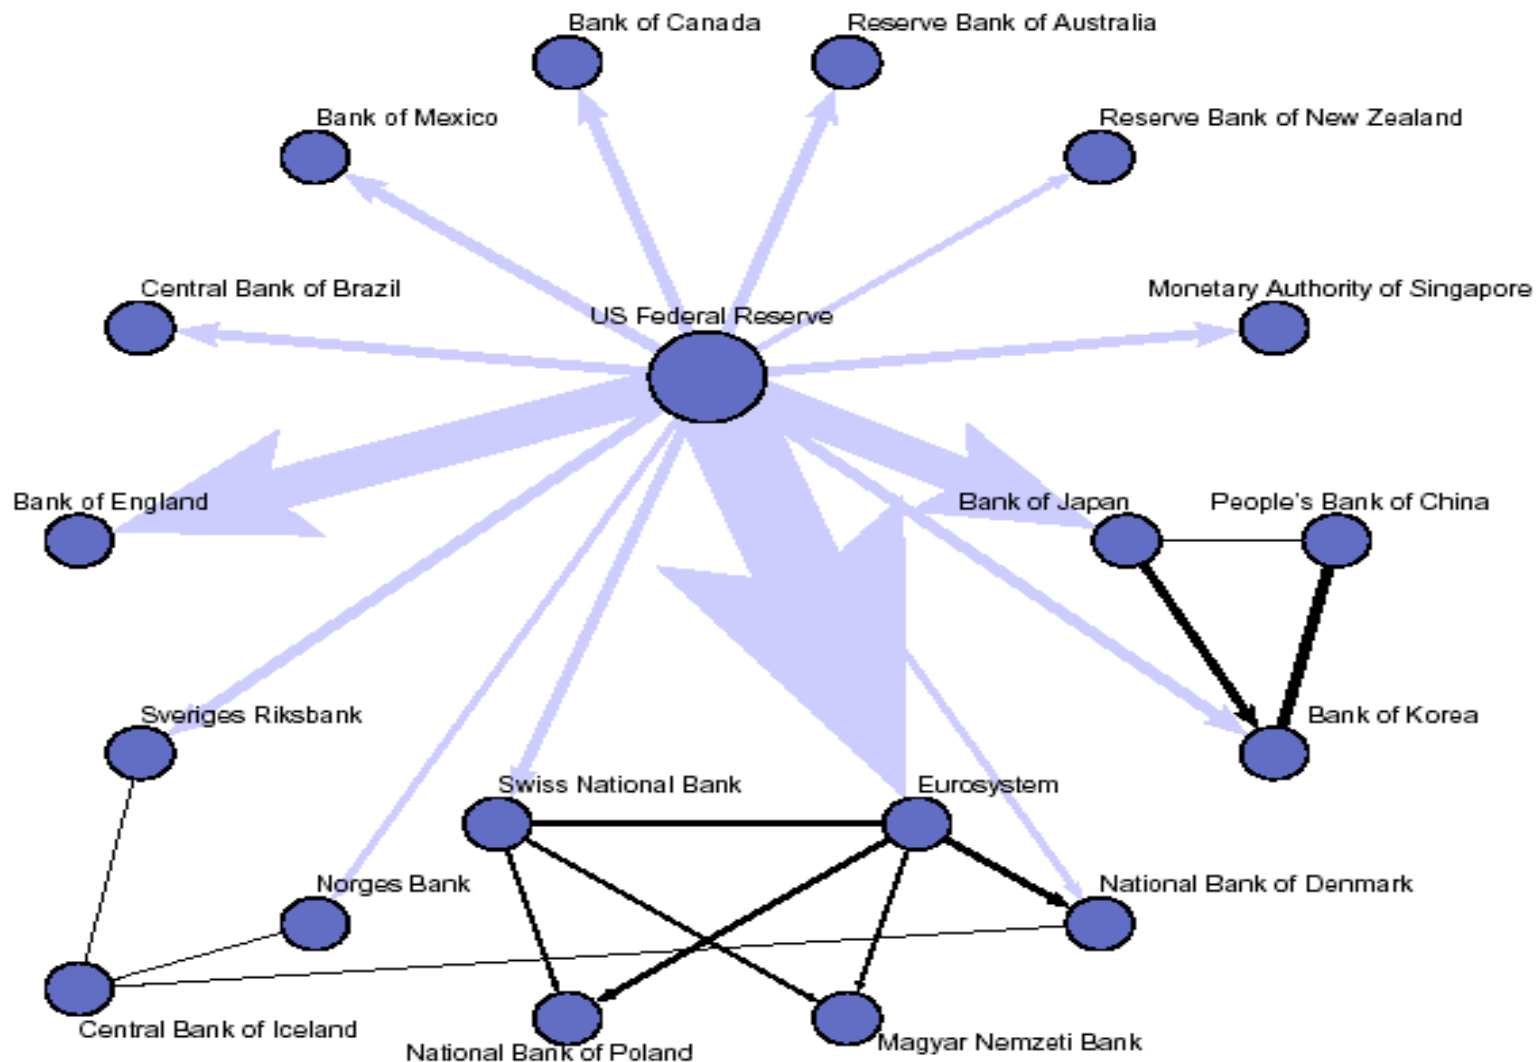 Bank of Canada
Reserve Bank of Australia
Bank of Mexico
Reserve Bank of New Zealand
Central Bank of Brazil
Monetary Authority of Singapore
US Federal Reserve
Bank of England
Bank of Japan
People's Bank of China
Sveriges Riksbank
Bank of Korea
Swiss National Bank
Eurosystem
Norges Bank
National Bank of Denmark
Central Bank of Iceland
National Bank of Poland
Magyar Nemzeti Bank